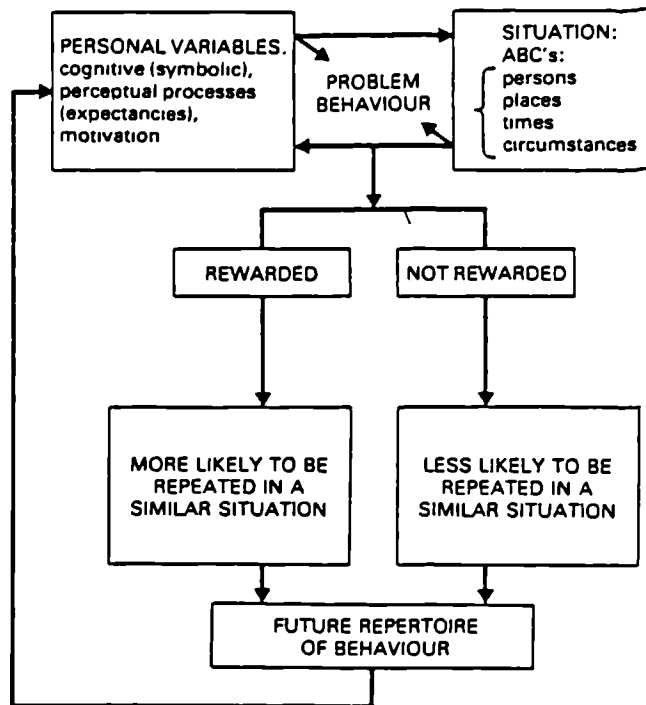 PERSONAL VARIABLES.
cognitive (symbolic),
perceptual processes
(expectancies),
motivation
PROBLEM
BEHAVIOUR
SITUATION:
ABC's:
persons
places
times
circumstances
REWARDED
NOT REWARDED
MORE LIKELY TO BE
REPEATED IN A
SIMILAR SITUATION
LESS LIKELY TO BE
REPEATED IN A
SIMILAR SITUATION
FUTURE REPERTOIRE
OF BEHAVIOUR